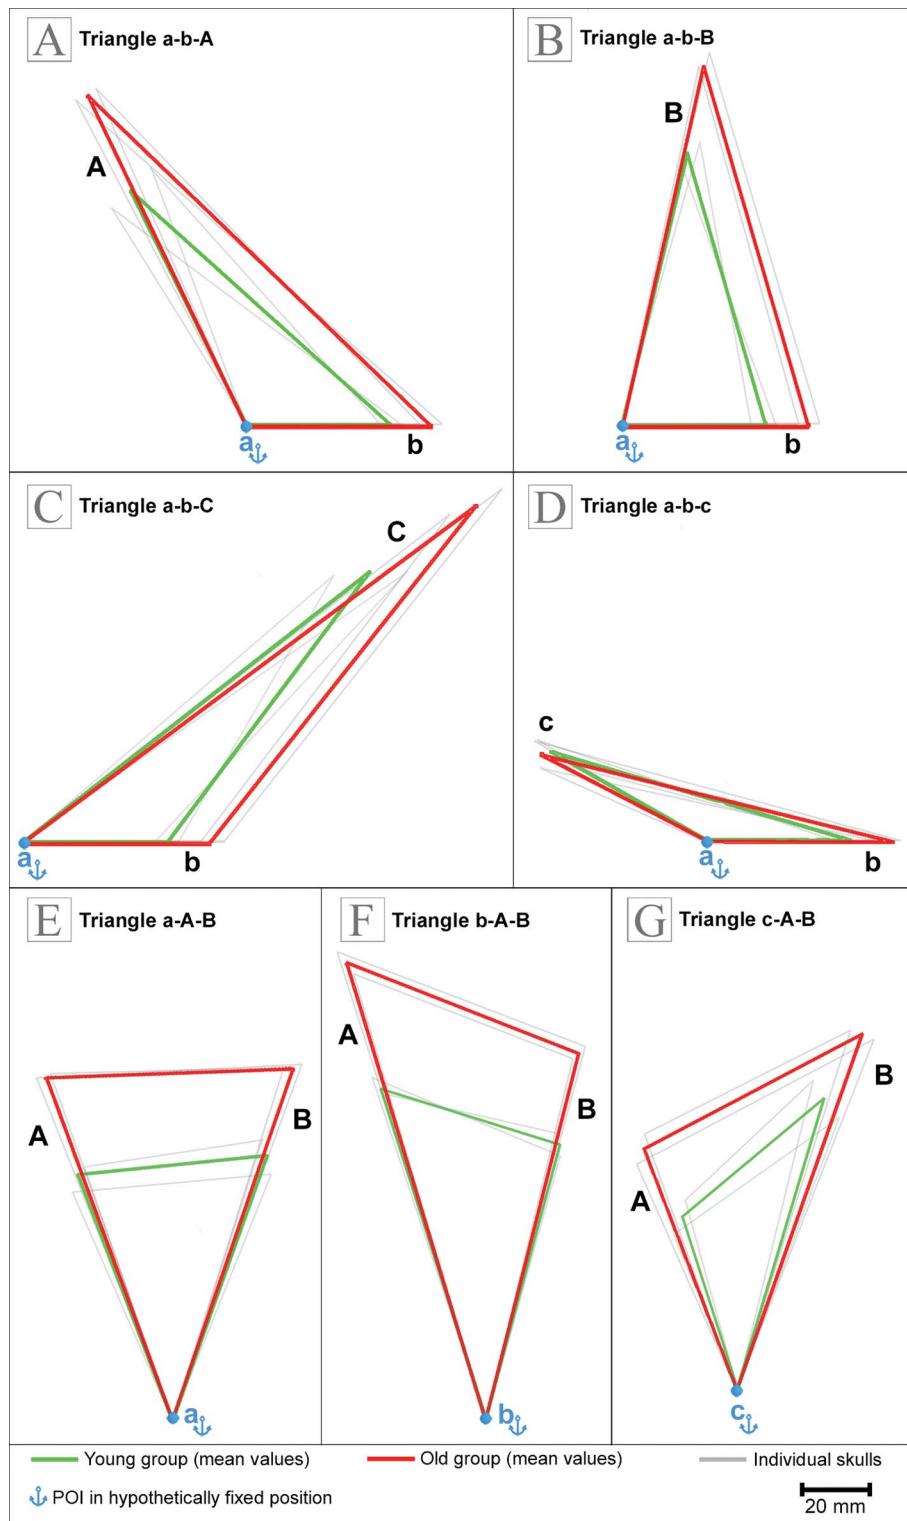 A Triangle a-b-A
A
a
b
B Triangle a-b-B
B
a
b
C Triangle a-b-C
C
a
b
D Triangle a-b-c
c
a
b
E Triangle a-A-B
A
B
a
F Triangle b-A-B
A
B
b
G Triangle c-A-B
B
A
c
Young group (mean values)
Old group (mean values)
Individual skulls
POI in hypothetically fixed position
20 mm